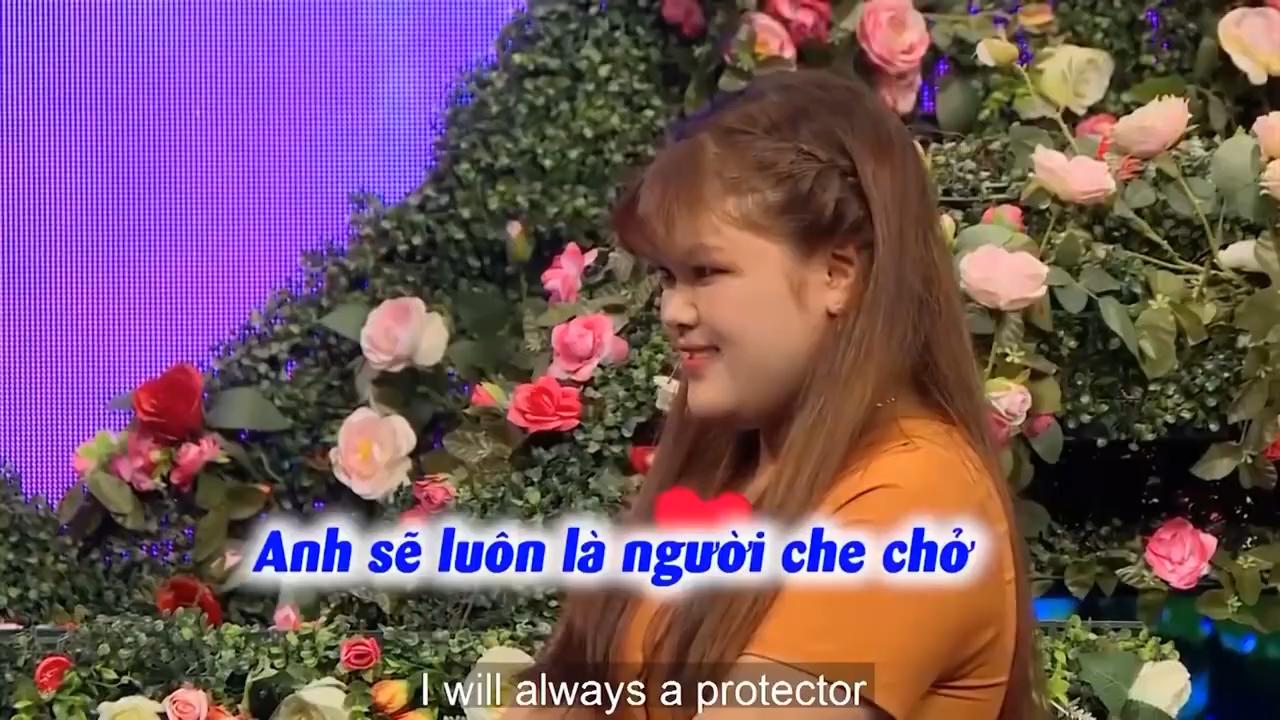 Anh sẽ luôn là người che chở
I will always a protector